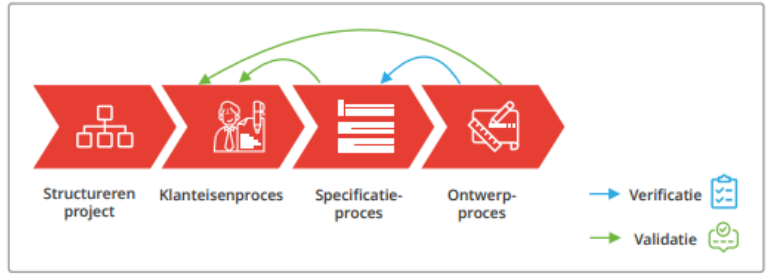 Structureren
project
Klanteisenproces
Specificatie-
proces
Ontwerp-
proces
Verificatie
Validatie